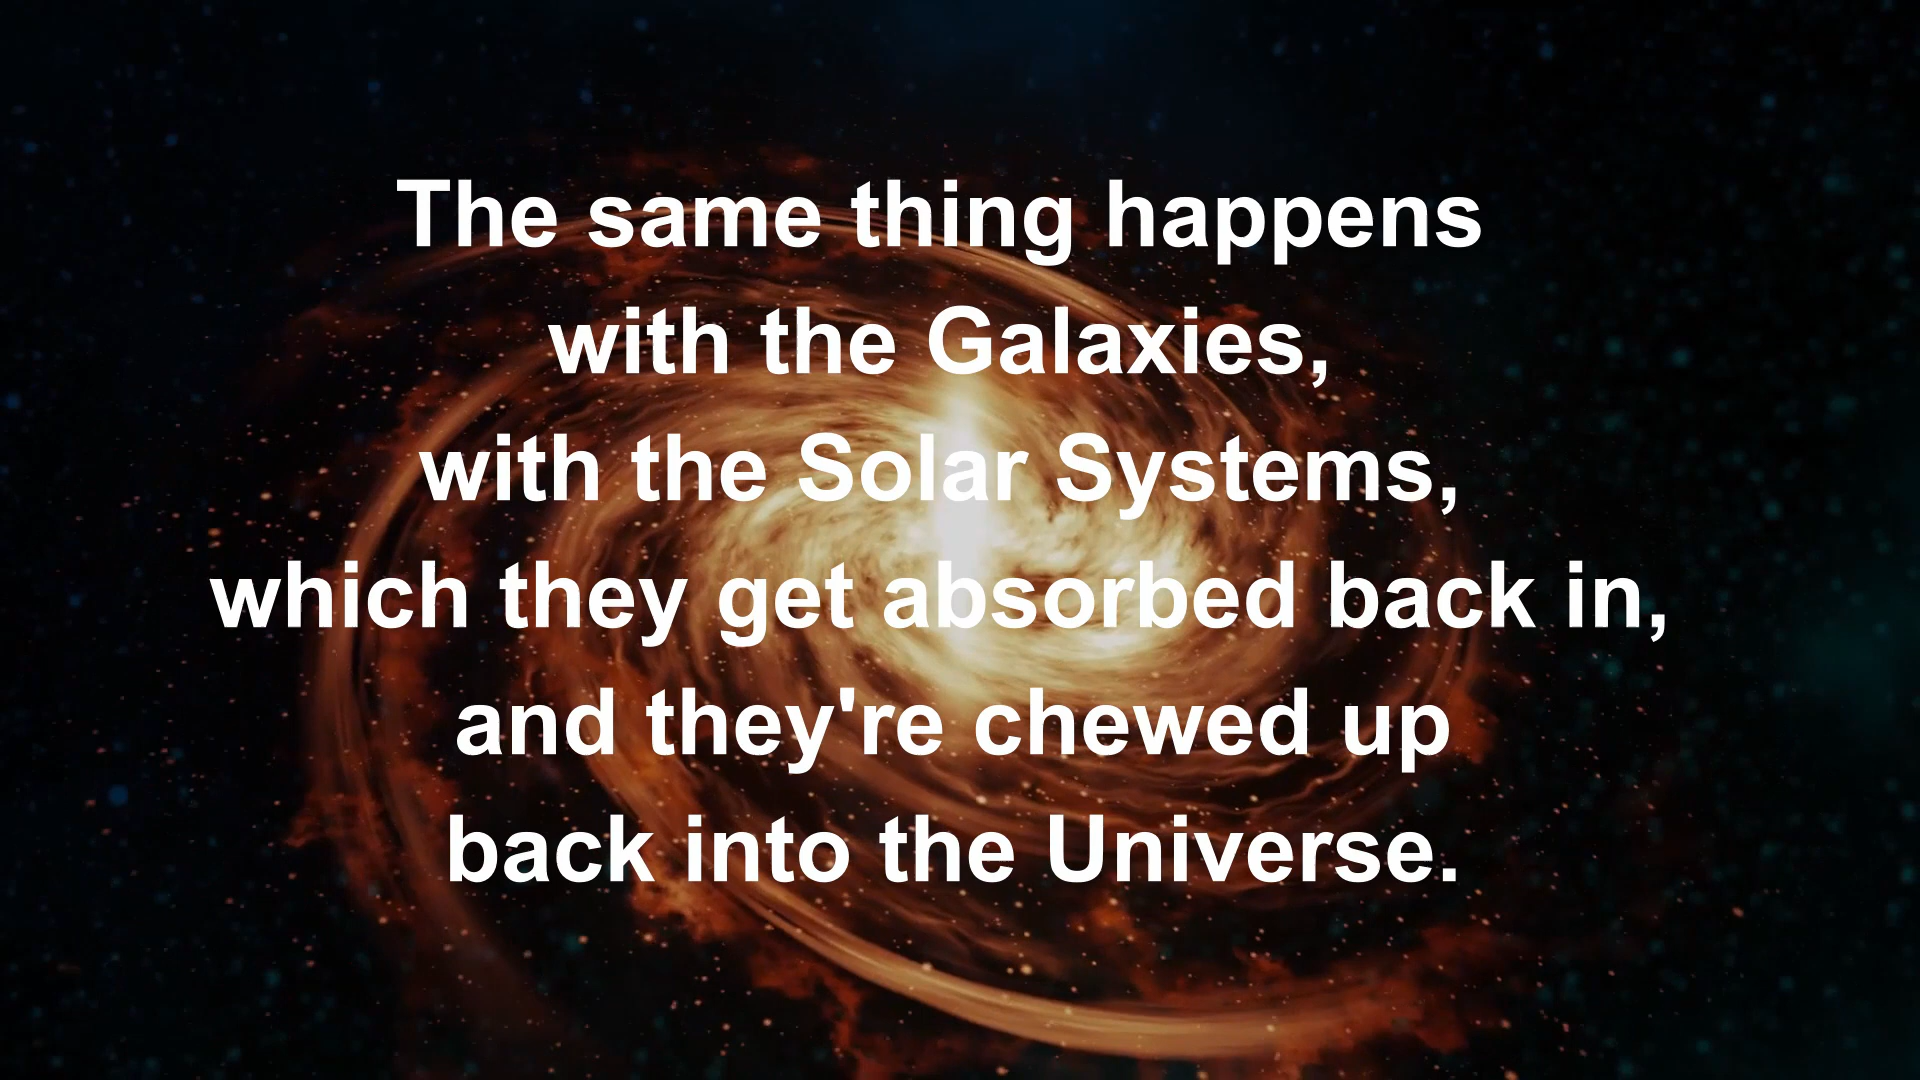 The same thing happens
with the Galaxies,
with the Solar Systems,
which they get absorbed back in,
and they're chewed up
back into the Universe.